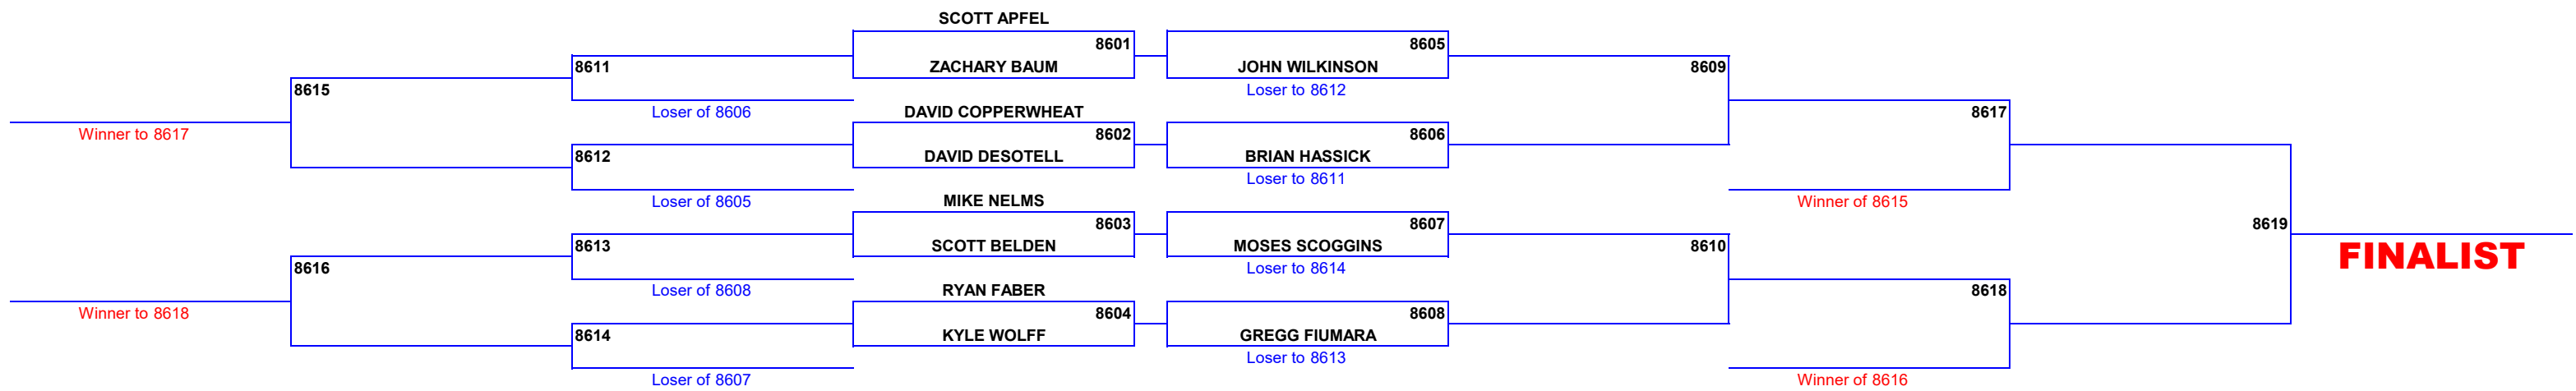 SCOTT APFEL
8601
8605
8611
ZACHARY BAUM
JOHN WILKINSON
8609
8615
Loser to 8612
Loser of 8606
DAVID COPPERWHEAT
8617
Winner to 8617
8602
8606
8612
DAVID DESOTELL
BRIAN HASSICK
Loser to 8611
Loser of 8605
MIKE NELMS
Winner of 8615
8603
8607
8619
8613
SCOTT BELDEN
MOSES SCOGGINS
8610
FINALIST
8616
Loser to 8614
Loser of 8608
RYAN FABER
8618
Winner to 8618
8604
8608
8614
KYLE WOLFF
GREGG FIUMARA
Loser to 8613
Loser of 8607
Winner of 8616